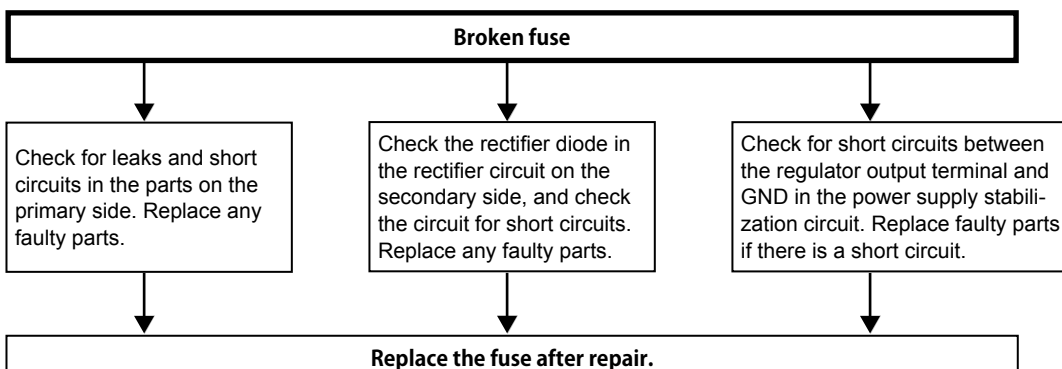 Broken fuse
Check for leaks and short
circuits in the parts on the
primary side. Replace any
faulty parts.
Check the rectifier diode in
the rectifier circuit on the
secondary side, and check
the circuit for short circuits.
Replace any faulty parts.
Check for short circuits between
the regulator output terminal and
GND in the power supply stabili-
zation circuit. Replace faulty parts
if there is a short circuit.
Replace the fuse after repair.